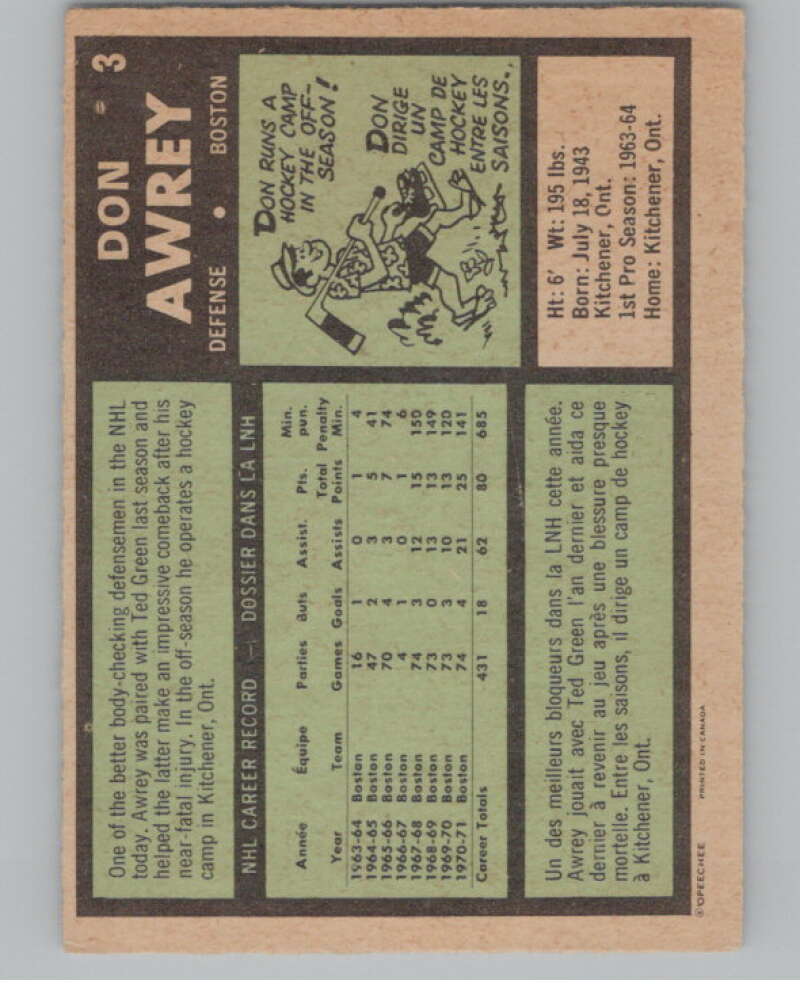 One of the better body-checking defensemen in the NHL
today. Awrey was paired with Ted Green last season and
helped the latter make an impressive comeback after his
near-fatal injury. In the off-season he operates a hockey
camp in Kitchener, Ont.
DON 3
AWREY
DEFENSE • BOSTON
NHL CAREER RECORD — DOSSIER DANS LA LNH
Année Équipe Parties Buts Assist. Pts. Min. pun.
Year Team Games Goals Assists Total Points Penalty Min.
1963-64 Boston 16 1 0 1 4
1964-65 Boston 47 2 3 5 41
1965-66 Boston 70 4 3 7 74
1966-67 Boston 4 1 0 1 6
1967-68 Boston 74 3 12 15 150
1968-69 Boston 73 0 13 13 149
1969-70 Boston 73 3 10 13 120
1970-71 Boston 74 4 21 25 141
Career Totals 431 18 62 80 685
DON RUNS A
HOCKEY CAMP
IN THE OFF-
SEASON!
DON
DIRIGE
UN
CAMP DE
HOCKEY
ENTRE LES
SAISONS.
Un des meilleurs bloqueurs dans la LNH cette année.
Awrey jouait avec Ted Green l'an dernier et aida ce
dernier à revenir au jeu après une blessure presque
mortelle. Entre les saisons, il dirige un camp de hockey
à Kitchener, Ont.
Ht: 6' Wt: 195 lbs.
Born: July 18, 1943
Kitchener, Ont.
1st Pro Season: 1963-64
Home: Kitchener, Ont.
©OPEECHEE PRINTED IN CANADA